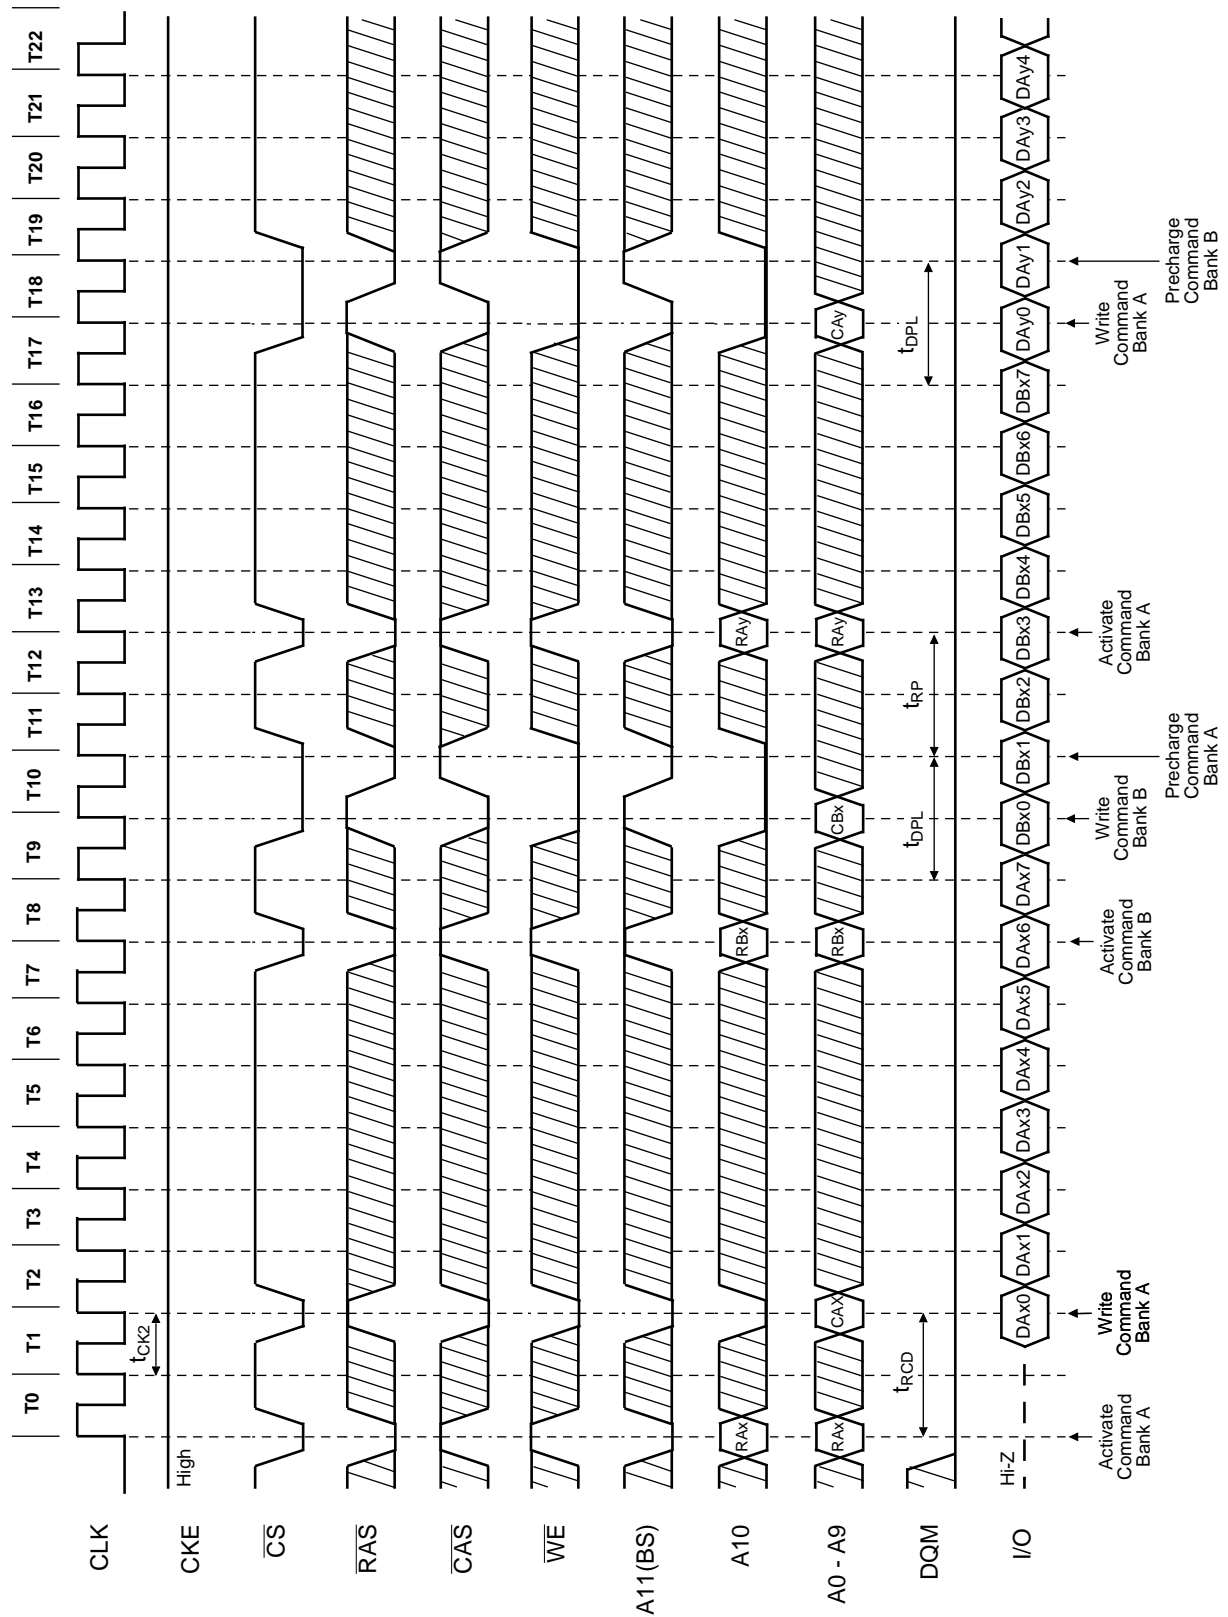 T0 T1 T2 T3 T4 T5 T6 T7 T8 T9 T10 T11 T12 T13 T14 T15 T16 T17 T18 T19 T20 T21 T22
CLK
tCK2
CKE
High
CS
RAS
CAS
WE
A11(BS)
A10
RAx RBx RAy
A0 - A9
RAx CAX RBx CBx RAy CAy
DQM
tRCD tDPL tRP tDPL
I/O
Hi-Z
DAx0 DAx1 DAx2 DAx3 DAx4 DAx5 DAx6 DAx7 DBx0 DBx1 DBx2 DBx3 DBx4 DBx5 DBx6 DBx7 DAy0 DAy1 DAy2 DAy3 DAy4
Activate
Command
Bank A
Write
Command
Bank A
Activate
Command
Bank B
Write
Command
Bank B
Precharge
Command
Bank A
Activate
Command
Bank A
Write
Command
Bank A
Precharge
Command
Bank B